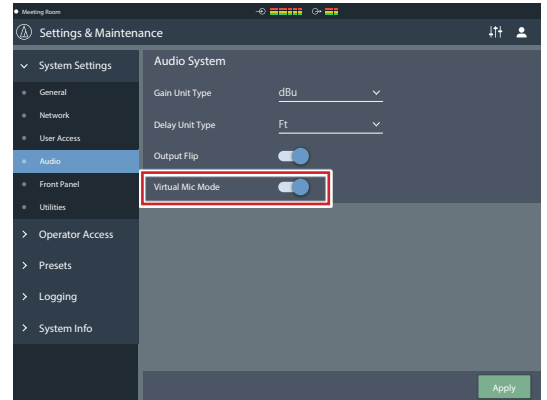 Meeting Room
Settings & Maintenance
System Settings
General
Network
User Access
Audio
Front Panel
Utilities
Operator Access
Presets
Logging
System Info
Audio System
Gain Unit Type dBu
Delay Unit Type Ft
Output Flip
Virtual Mic Mode
Apply